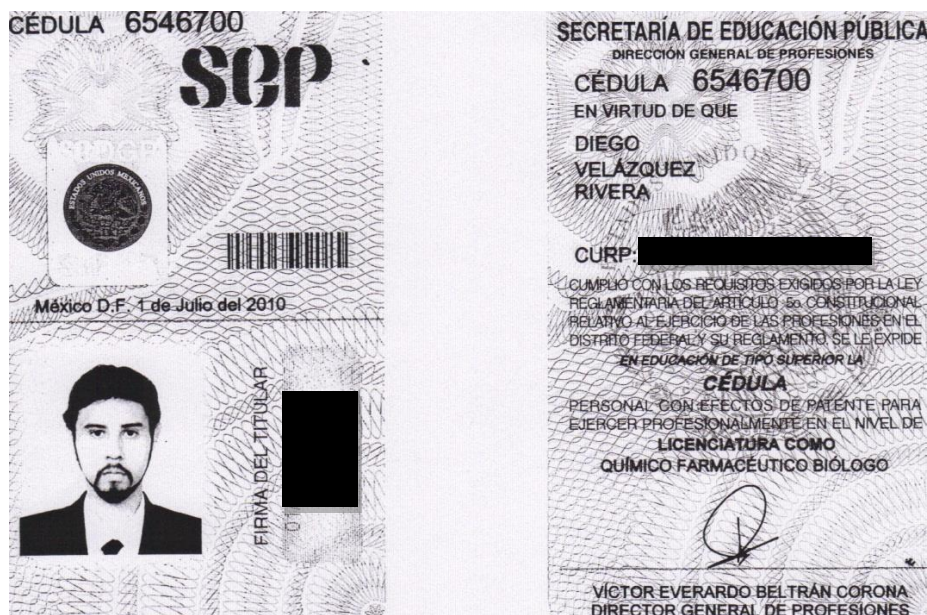 CÉDULA 6546700
SEP
ESTADOS UNIDOS MEXICANOS
México D.F. 1 de Julio del 2010
FIRMA DEL TITULAR
SECRETARÍA DE EDUCACIÓN PÚBLICA
DIRECCIÓN GENERAL DE PROFESIONES
CÉDULA 6546700
EN VIRTUD DE QUE
DIEGO
VELÁZQUEZ
RIVERA
CURP:
CUMPLIO CON LOS REQUISITOS EXIGIDOS POR LA LEY
REGLAMENTARIA DEL ARTÍCULO 5o. CONSTITUCIONAL
RELATIVO AL EJERCICIO DE LAS PROFESIONES EN EL
DISTRITO FEDERAL Y SU REGLAMENTO, SE LE EXPIDE
EN EDUCACIÓN DE TIPO SUPERIOR LA
CÉDULA
PERSONAL CON EFECTOS DE PATENTE PARA
EJERCER PROFESIONALMENTE EN EL NIVEL DE
LICENCIATURA COMO
QUÍMICO FARMACÉUTICO BIÓLOGO
VÍCTOR EVERARDO BELTRÁN CORONA
DIRECTOR GENERAL DE PROFESIONES